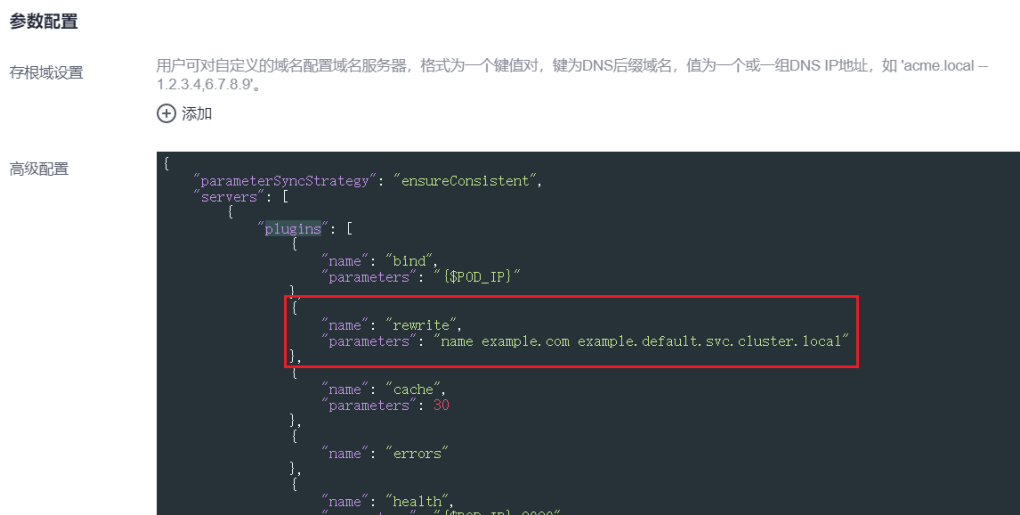 参数配置
存根域设置
用户可对自定义的域名配置域名服务器，格式为一个键值对，键为DNS后缀域名，值为一个或一组DNS IP地址，如 'acme.local --
1.2.3.4,6.7.8.9'。
添加
高级配置
{
"parameterSyncStrategy": "ensureConsistent",
"servers": [
{
"plugins": [
{
"name": "bind",
"parameters": "{$POD_IP}"
},
{
"name": "rewrite",
"parameters": "name example.com example.default.svc.cluster.local"
},
{
"name": "cache",
"parameters": 30
},
{
"name": "errors"
},
{
"name": "health",
"parameters": "{$POD_IP}:8080"